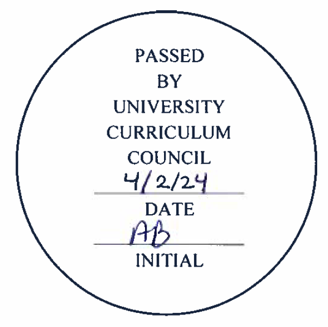 PASSED
BY
UNIVERSITY
CURRICULUM
COUNCIL
4/2/24
DATE
AB
INITIAL